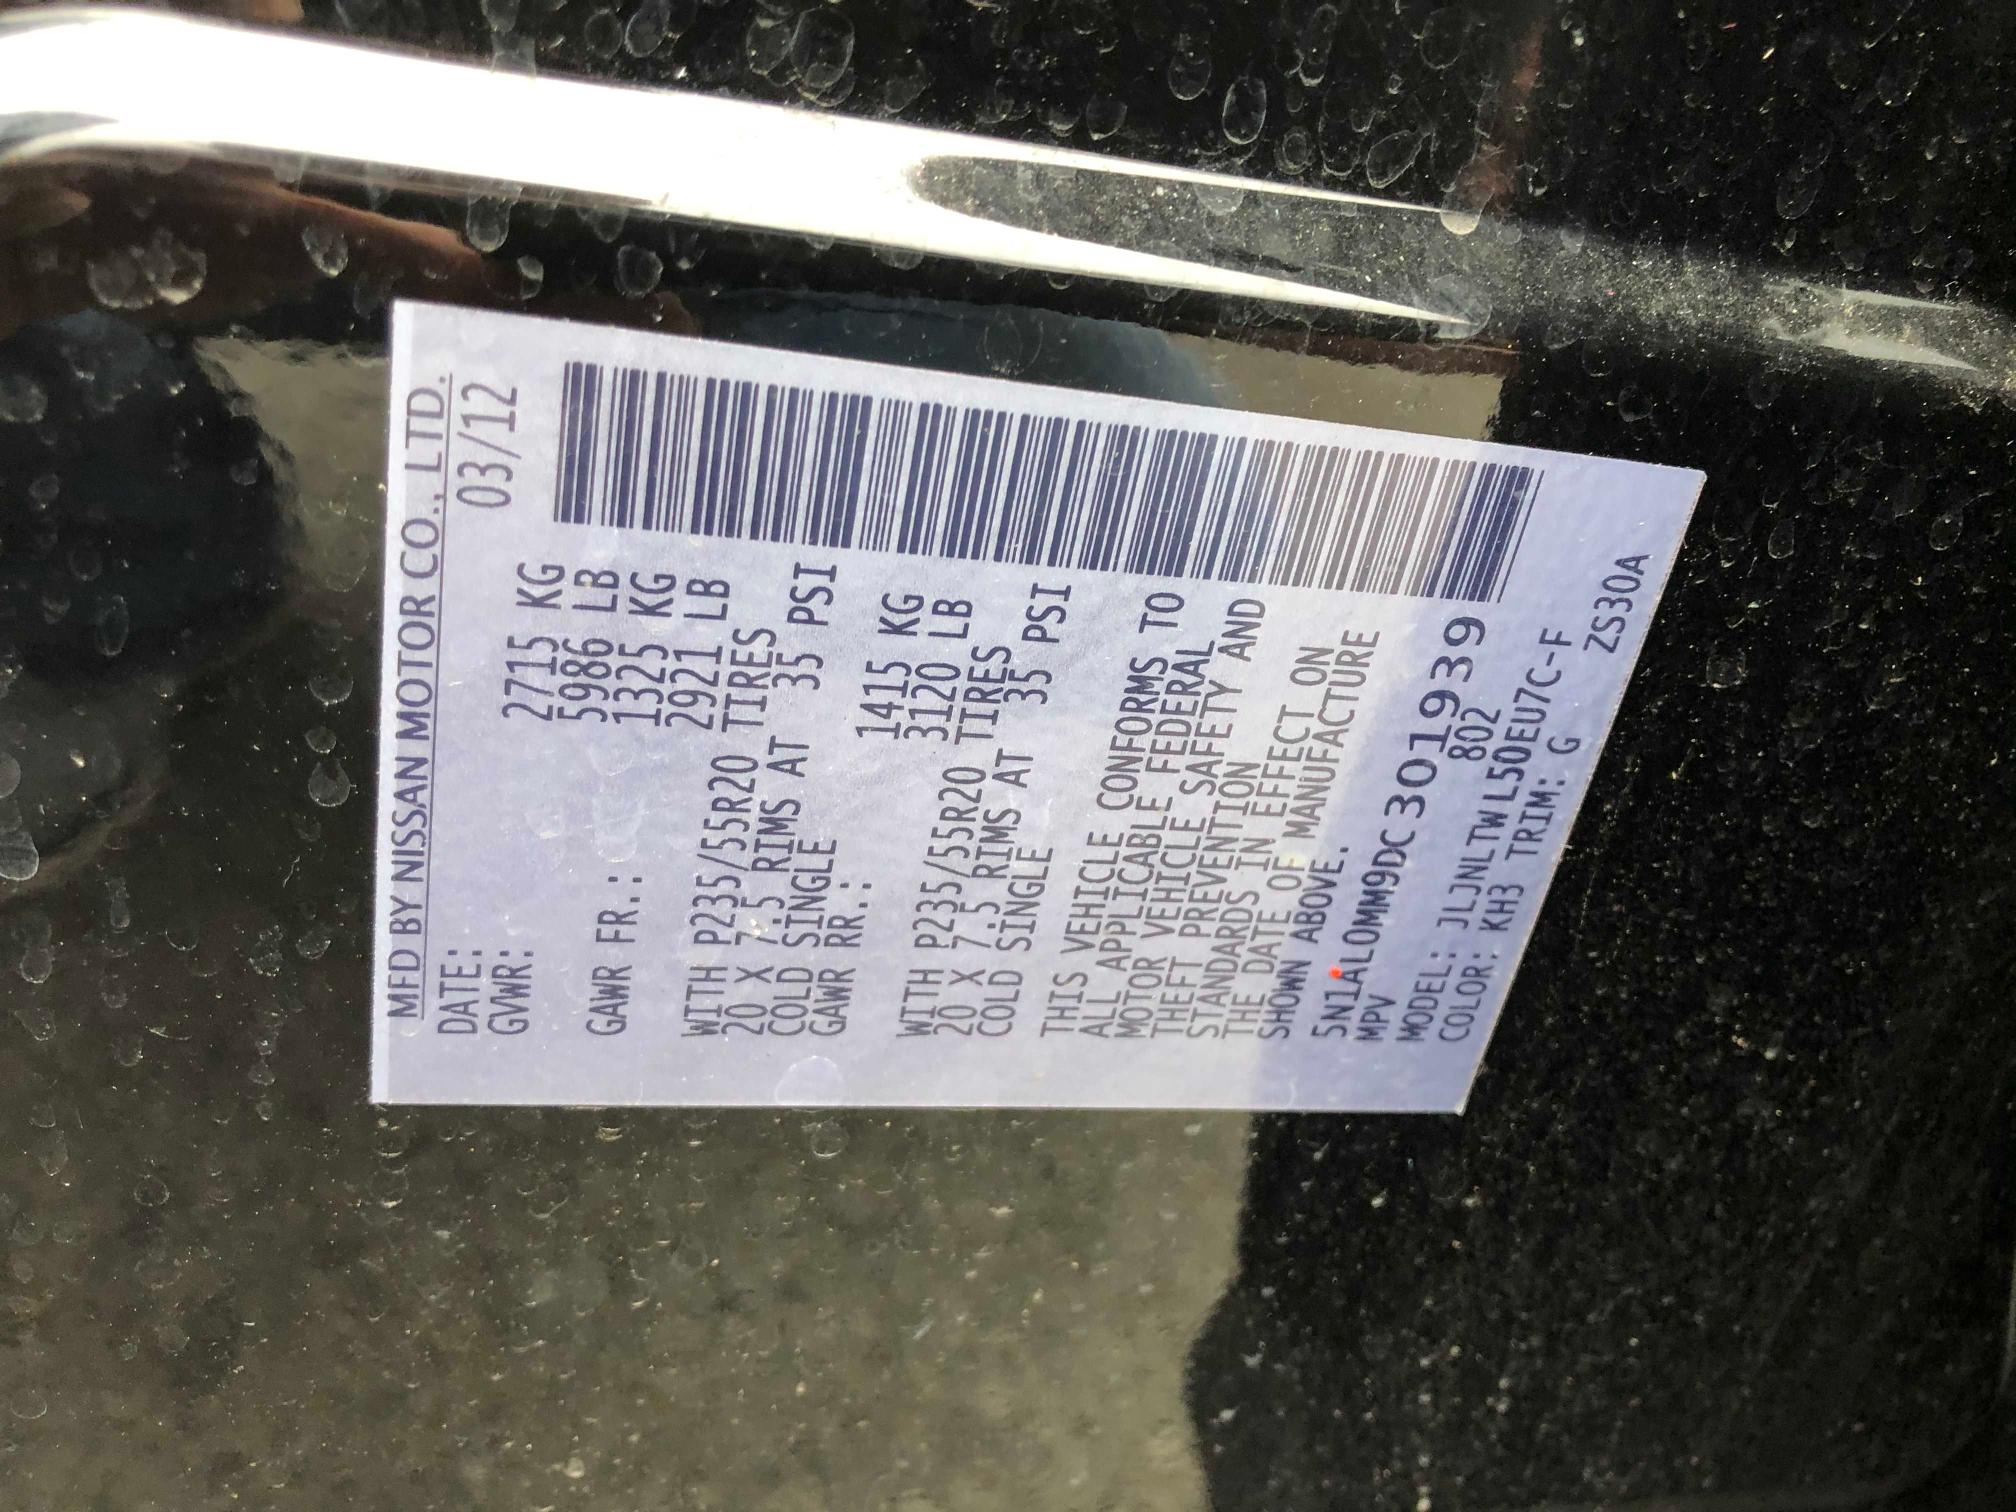 MFD BY NISSAN MOTOR CO., LTD.
DATE: 03/12
GVWR: 2715 KG
5986 LB
GAWR FR.: 1325 KG
2921 LB
WITH P235/55R20 TIRES
20 X 7.5 RIMS AT 35 PSI
COLD SINGLE
GAWR RR.: 1415 KG
3120 LB
WITH P235/55R20 TIRES
20 X 7.5 RIMS AT 35 PSI
COLD SINGLE
THIS VEHICLE CONFORMS TO
ALL APPLICABLE FEDERAL
MOTOR VEHICLE SAFETY AND
THEFT PREVENTION
STANDARDS IN EFFECT ON
THE DATE OF MANUFACTURE
SHOWN ABOVE.
5N1AL0MM9DC301939
MPV 802
MODEL: JLJNLTWL50EU7C-F
COLOR: KH3 TRIM: G
ZS30A